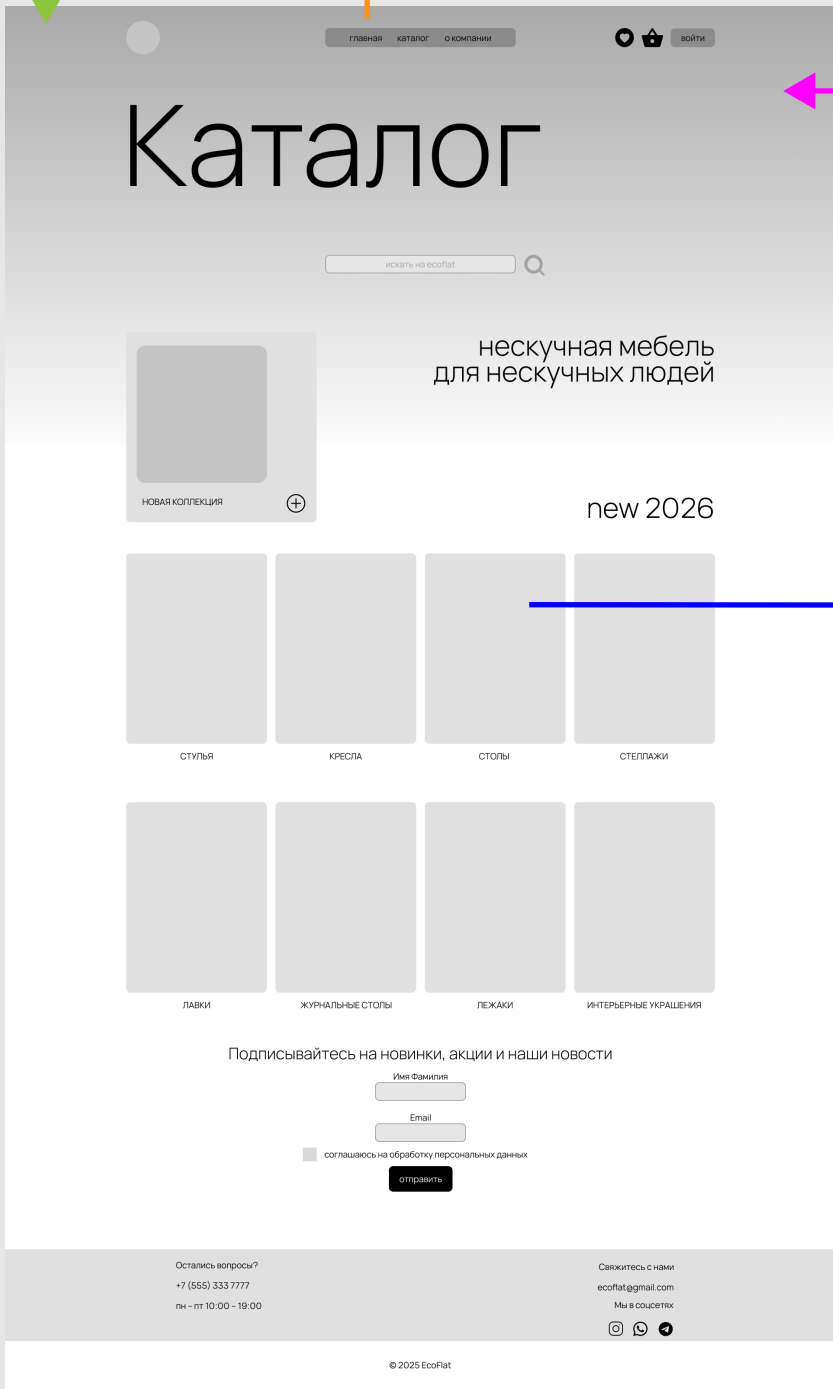 главная каталог о компании войти
Каталог
искать на ecoflat
нескучная мебель
для нескучных людей
НОВАЯ КОЛЛЕКЦИЯ
new 2026
СТУЛЬЯ КРЕСЛА СТОЛЫ СТЕЛЛАЖИ
ЛАВКИ ЖУРНАЛЬНЫЕ СТОЛЫ ЛЕЖАКИ ИНТЕРЬЕРНЫЕ УКРАШЕНИЯ
Подписывайтесь на новинки, акции и наши новости
Имя Фамилия
Email
соглашаюсь на обработку персональных данных
отправить
Остались вопросы?
+7 (555) 333 7777
пн – пт 10:00 – 19:00
Свяжитесь с нами
ecoflat@gmail.com
Мы в соцсетях
© 2025 EcoFlat